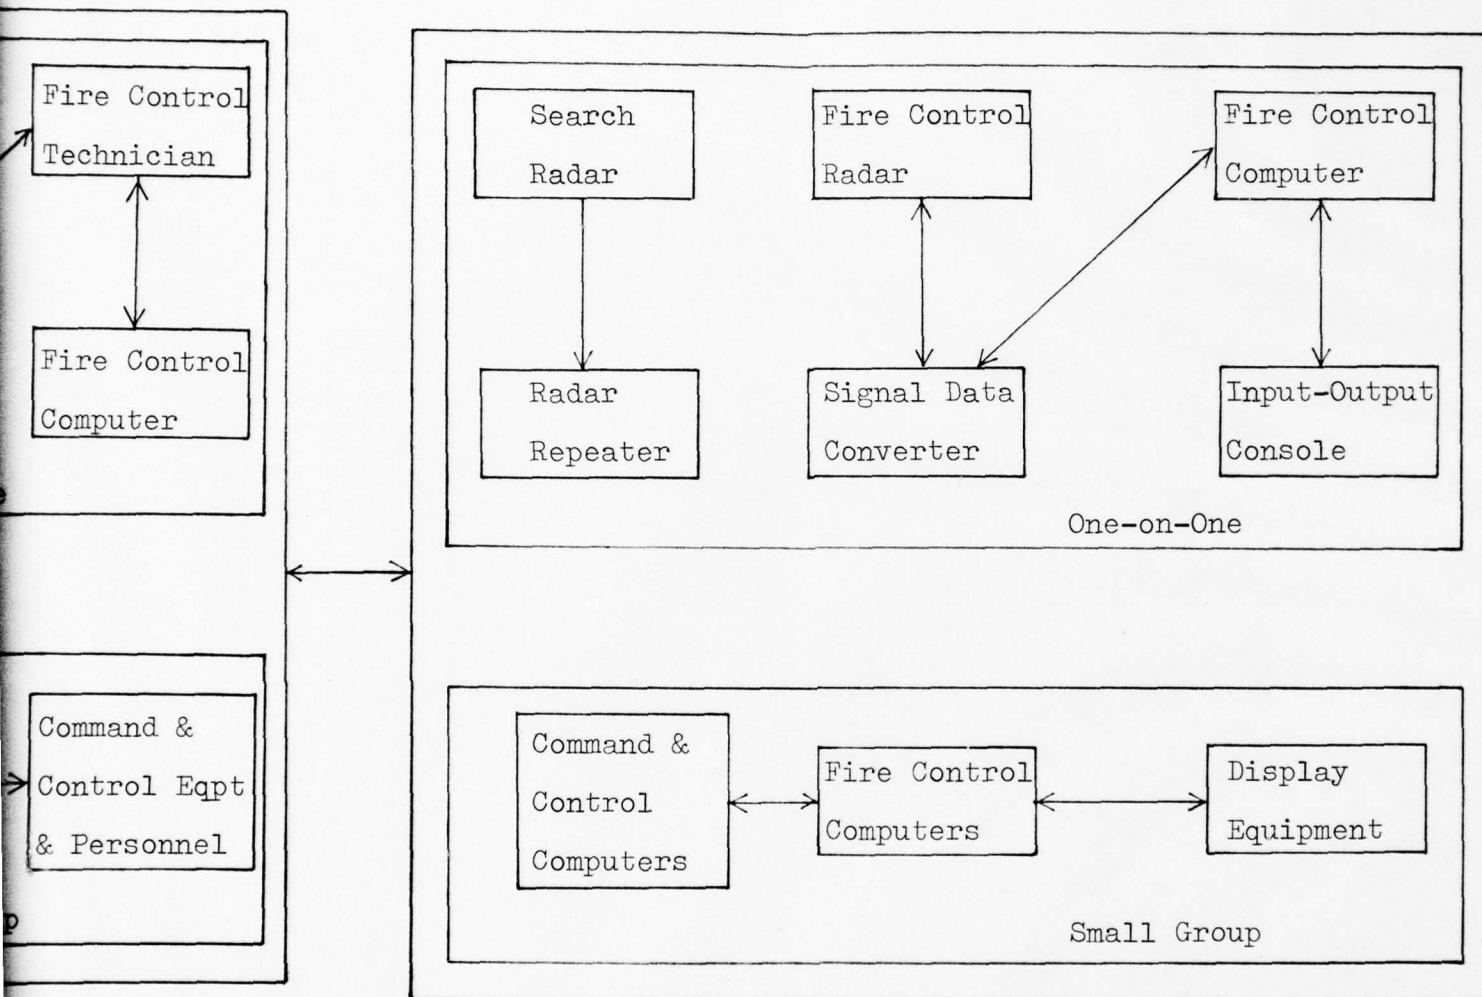 Fire Control
Technician
Fire Control
Computer
Command &
Control Eqpt
& Personnel
Search
Radar
Fire Control
Radar
Fire Control
Computer
Radar
Repeater
Signal Data
Converter
Input-Output
Console
One-on-One
Command &
Control
Computers
Fire Control
Computers
Display
Equipment
Small Group